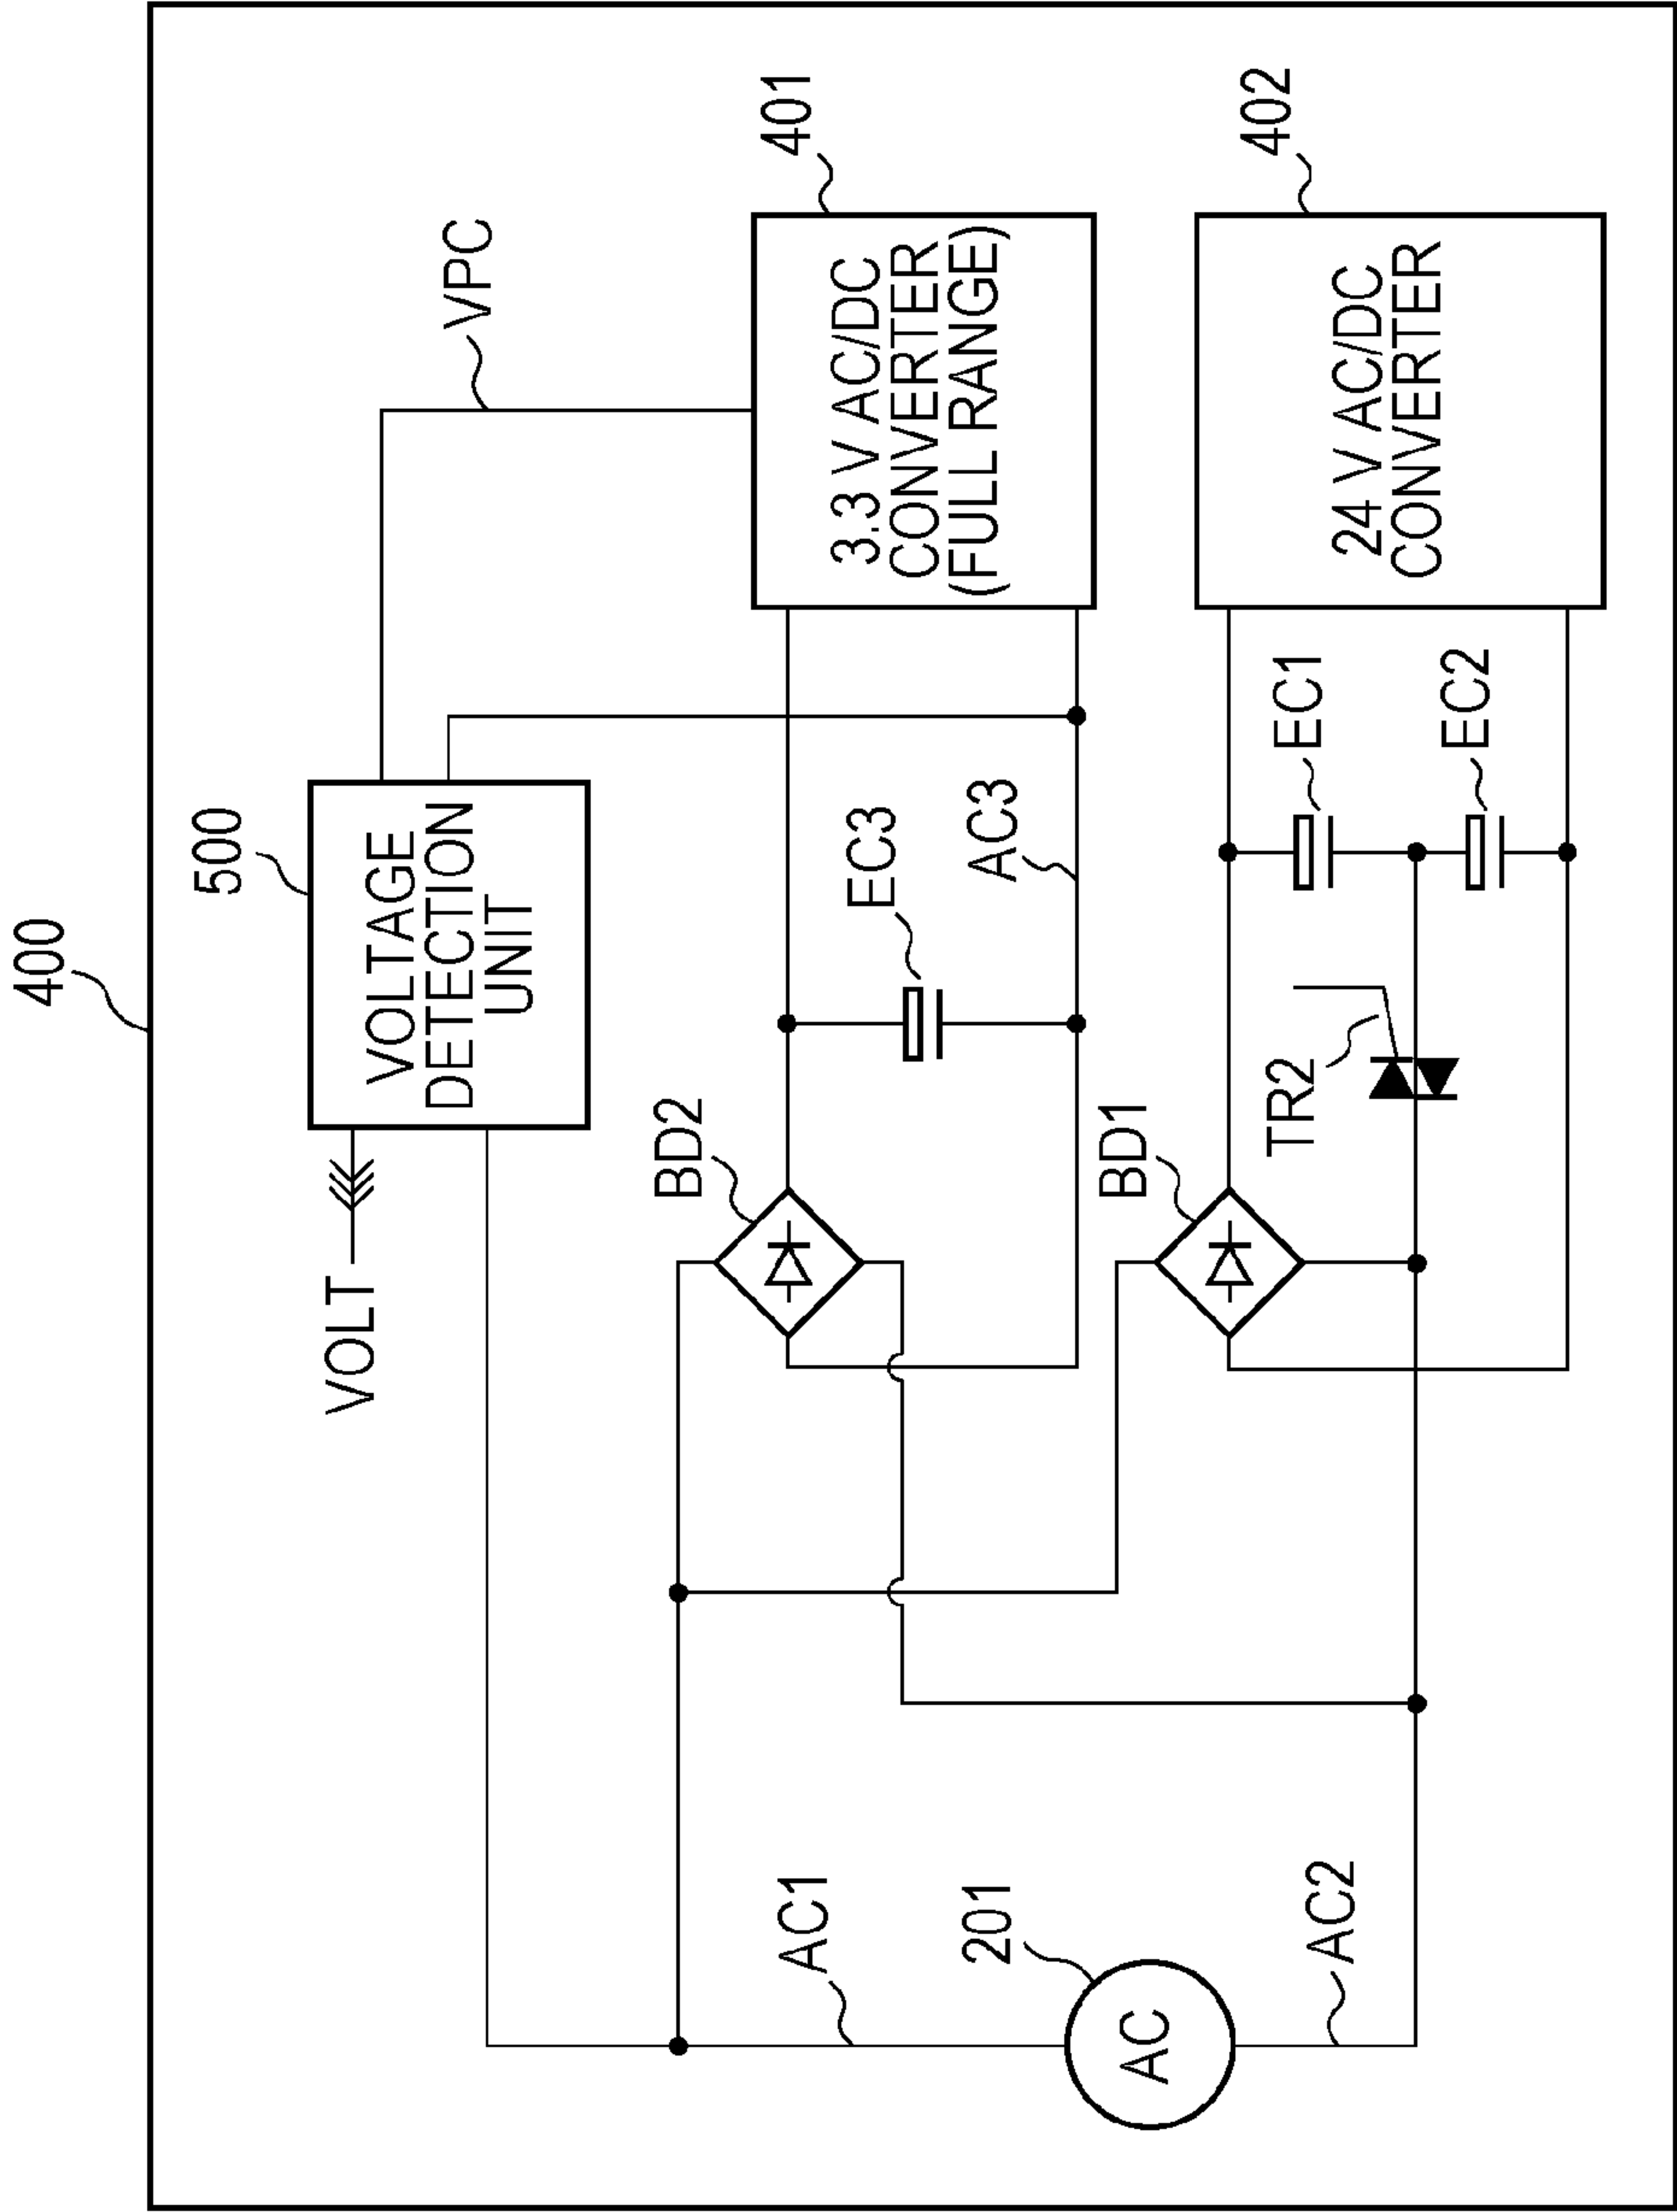 400
500
VOLTAGE
DETECTION
UNIT
VOLT
VPC
401
3.3 V AC/DC
CONVERTER
(FULL RANGE)
BD2
EC3
AC3
402
24 V AC/DC
CONVERTER
BD1
TR2
EC1
EC2
AC1
201
AC
AC2